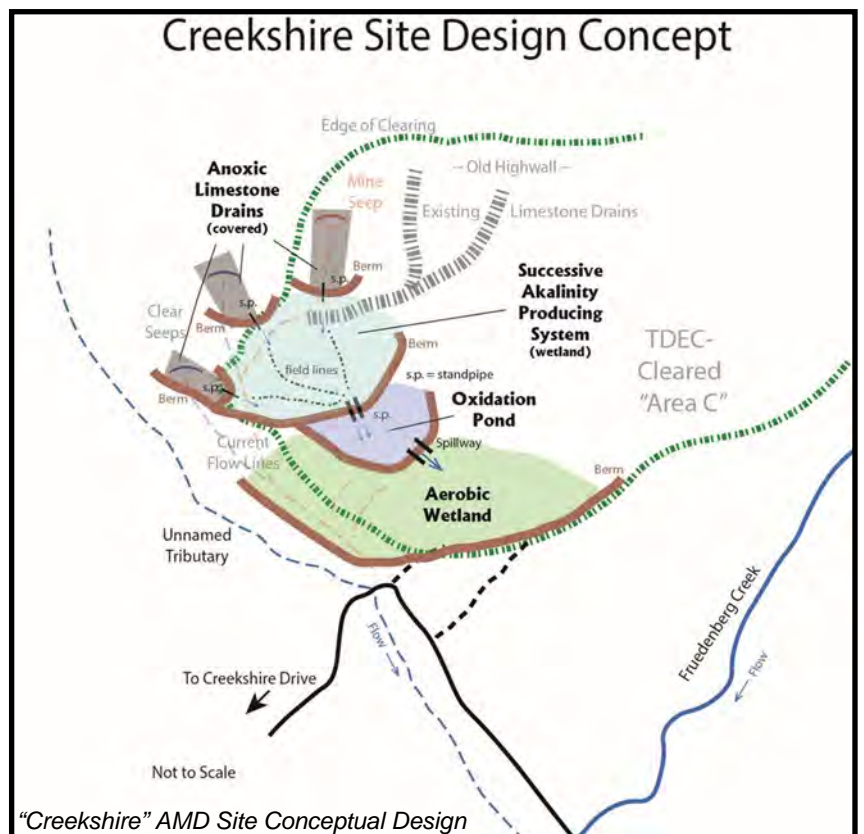 Creekshire Site Design Concept
Edge of Clearing
Anoxic
Limestone
Drains
(covered)
Mine
Seep
-- Old Highwall --
Existing
Limestone Drains
Berm
s.p.
Berm
s.p.
Clear
Seeps
Berm
s.p.
Berm
field lines
Successive
Akalinity
Producing
System
(wetland)
Berm
s.p. = standpipe
s.p.
Oxidation
Pond
TDEC-
Cleared
"Area C"
Spillway
Current
Flow Lines
Berm
Aerobic
Wetland
Unnamed
Tributary
Flow
Fruedenberg Creek
Flow
To Creekshire Drive
Not to Scale
"Creekshire" AMD Site Conceptual Design